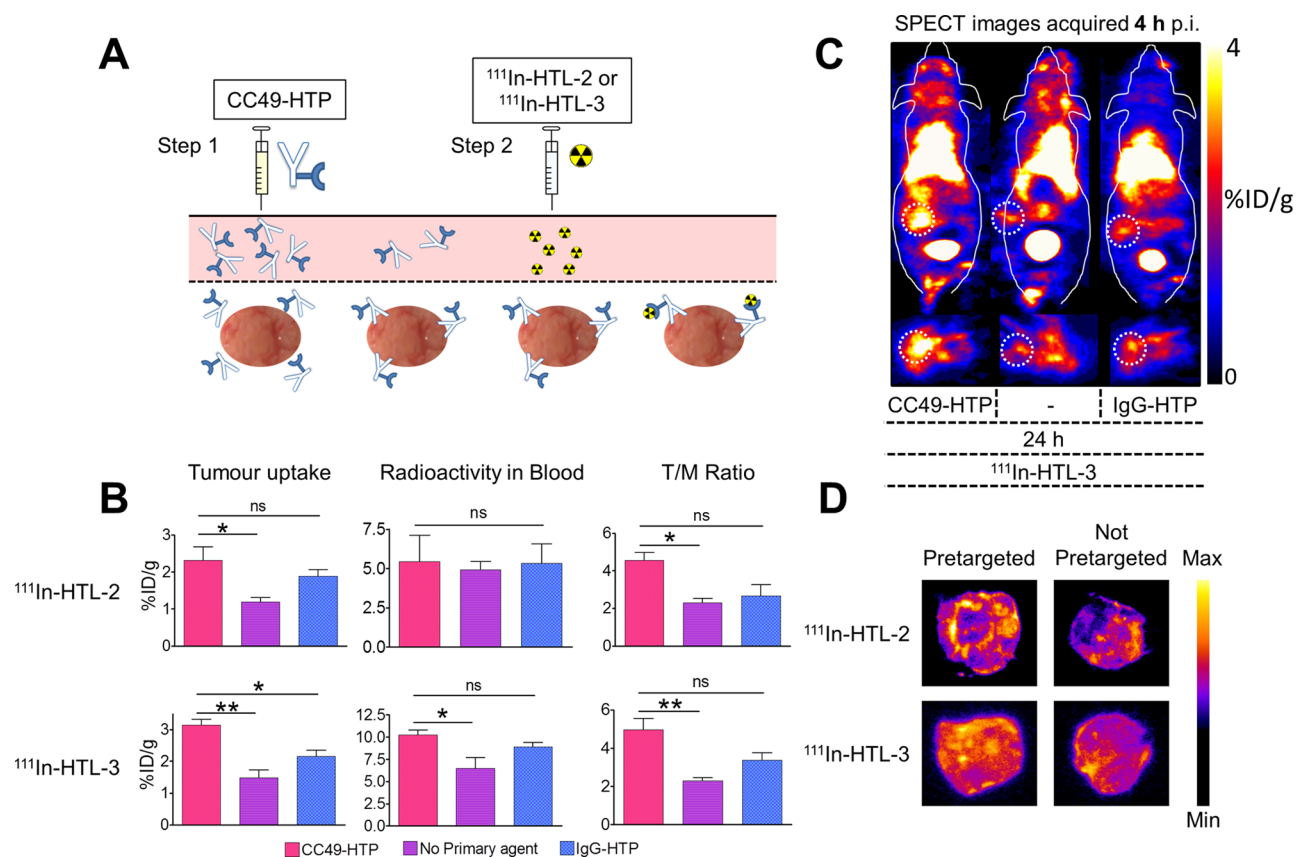 A
CC49-HTP
Step 1
¹¹¹In-HTL-2 or
¹¹¹In-HTL-3
Step 2
C
SPECT images acquired 4 h p.i.
4
%ID/g
0
CC49-HTP
-
IgG-HTP
24 h
¹¹¹In-HTL-3
B
Tumour uptake
Radioactivity in Blood
T/M Ratio
¹¹¹In-HTL-2
%ID/g
3
2
1
0
ns
*
7.5
5.0
2.5
0.0
ns
6
4
2
0
ns
*
¹¹¹In-HTL-3
%ID/g
3
2
1
0
*
**
12.5
10.0
7.5
5.0
2.5
0.0
ns
*
6
4
2
0
ns
**
CC49-HTP
No Primary agent
IgG-HTP
D
Pretargeted
Not
Pretargeted
Max
¹¹¹In-HTL-2
¹¹¹In-HTL-3
Min